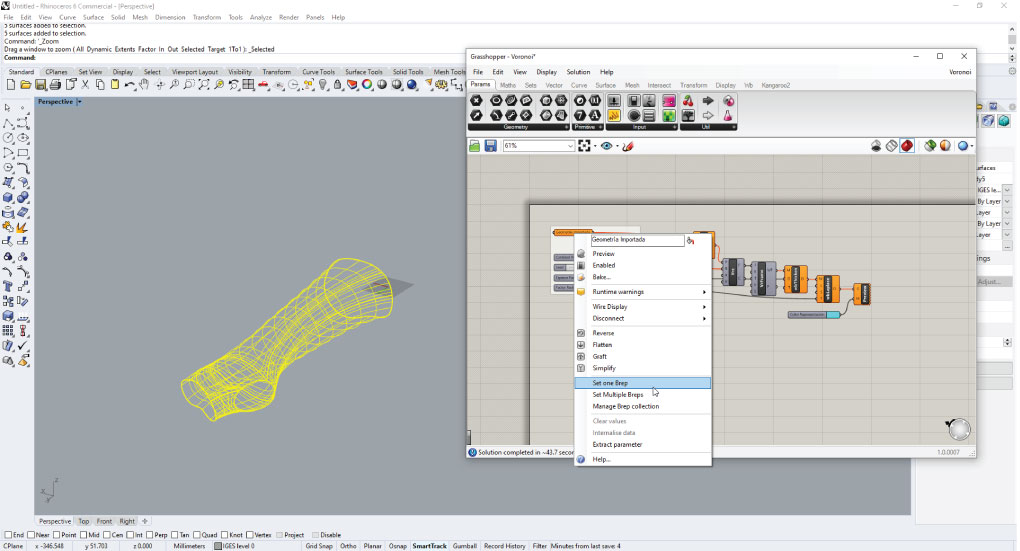 Untitled - Rhinoceros 6 Commercial - [Perspective]
File Edit View Curve Surface Solid Mesh Dimension Transform Tools Analyze Render Panels Help
5 surfaces added to selection.
5 surfaces added to selection.
Command: '_Zoom
Drag a window to zoom ( All Dynamic Extents Factor In Out Selected Target 1To1 ): _Selected
Command:
Standard CPlanes Set View Display Select Viewport Layout Visibility Transform Curve Tools Surface Tools Solid Tools Mesh Tools
Perspective
Grasshopper - Voronoi*
File Edit View Display Solution Help
Voronoi
Params Maths Sets Vector Curve Surface Mesh Intersect Transform Display Wb Kangaroo2
Geometry Primitive Input Util
61%
Geometría Importada
Preview
Enabled
Bake...
Runtime warnings
Wire Display
Disconnect
Reverse
Flatten
Graft
Simplify
Set one Brep
Set Multiple Breps
Manage Brep collection
Clear values
Internalise data
Extract parameter
Help...
Solution completed in ~43.7 secon
1.0.0007
urfaces
IGES le...
By Layer
ayer
By Layer
ayer
ngs
Adjust...
z
x
y
Perspective Top Front Right
End Near Point Mid Cen Int Perp Tan Quad Knot Vertex Project Disable
CPlane x -346.548 y 51.703 z 0.000 Millimeters IGES level 0 Grid Snap Ortho Planar Osnap SmartTrack Gumball Record History Filter Minutes from last save: 4